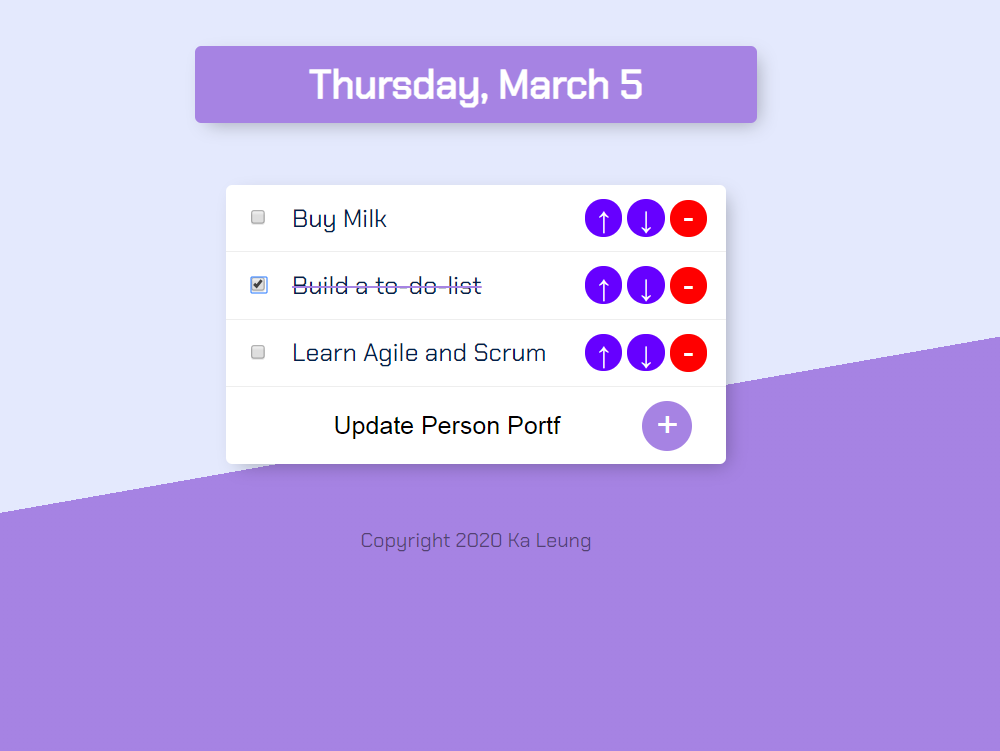 Thursday, March 5
Buy Milk ↑ ↓ -
Build a to-do-list ↑ ↓ -
Learn Agile and Scrum ↑ ↓ -
Update Person Portf +
Copyright 2020 Ka Leung